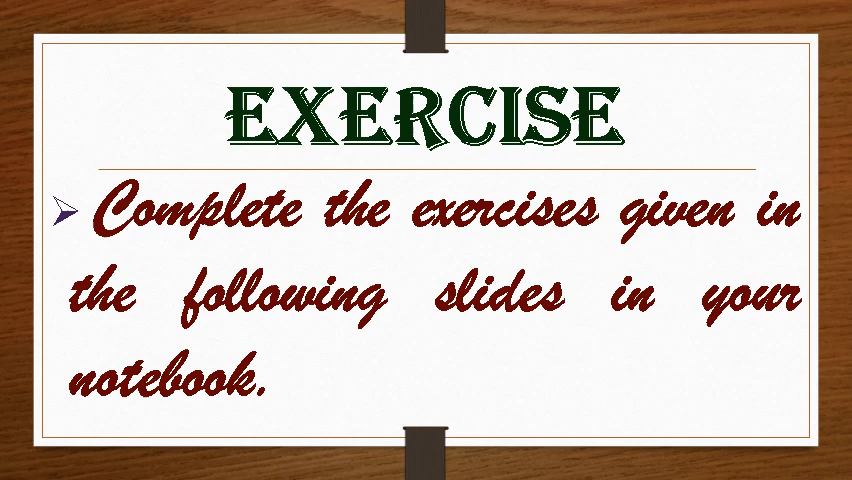 EXERCISE
Complete the exercises given in
the following slides in your
notebook.